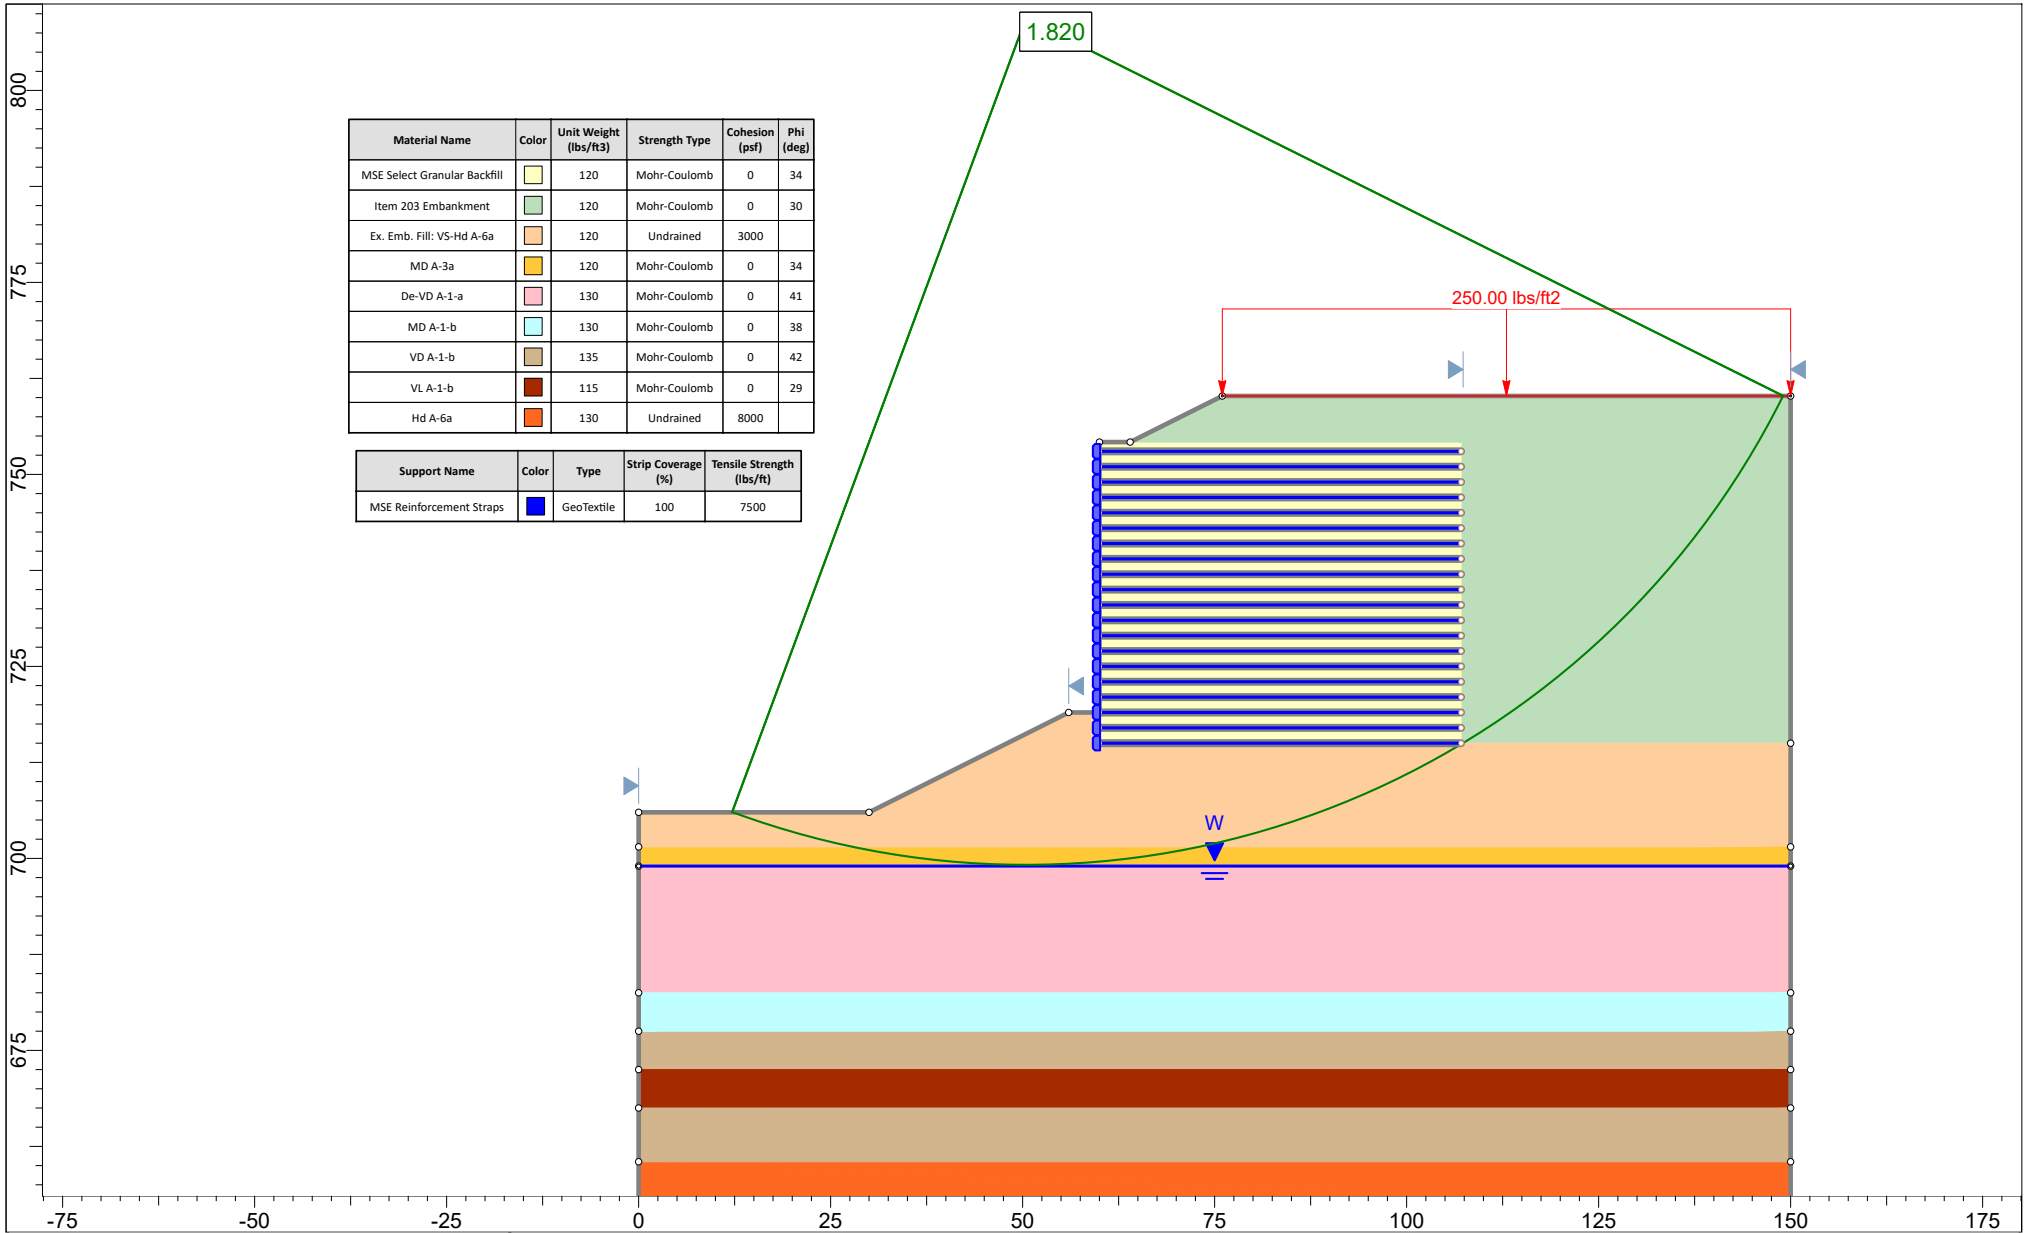 1.820
Material Name Color Unit Weight (lbs/ft3) Strength Type Cohesion (psf) Phi (deg)
MSE Select Granular Backfill 120 Mohr-Coulomb 0 34
Item 203 Embankment 120 Mohr-Coulomb 0 30
Ex. Emb. Fill: VS-Hd A-6a 120 Undrained 3000
MD A-3a 120 Mohr-Coulomb 0 34
De-VD A-1-a 130 Mohr-Coulomb 0 41
MD A-1-b 130 Mohr-Coulomb 0 38
VD A-1-b 135 Mohr-Coulomb 0 42
VL A-1-b 115 Mohr-Coulomb 0 29
Hd A-6a 130 Undrained 8000
Support Name Color Type Strip Coverage (%) Tensile Strength (lbs/ft)
MSE Reinforcement Straps GeoTextile 100 7500
250.00 lbs/ft2
W
800
775
750
725
700
675
-75 -50 -25 0 25 50 75 100 125 150 175